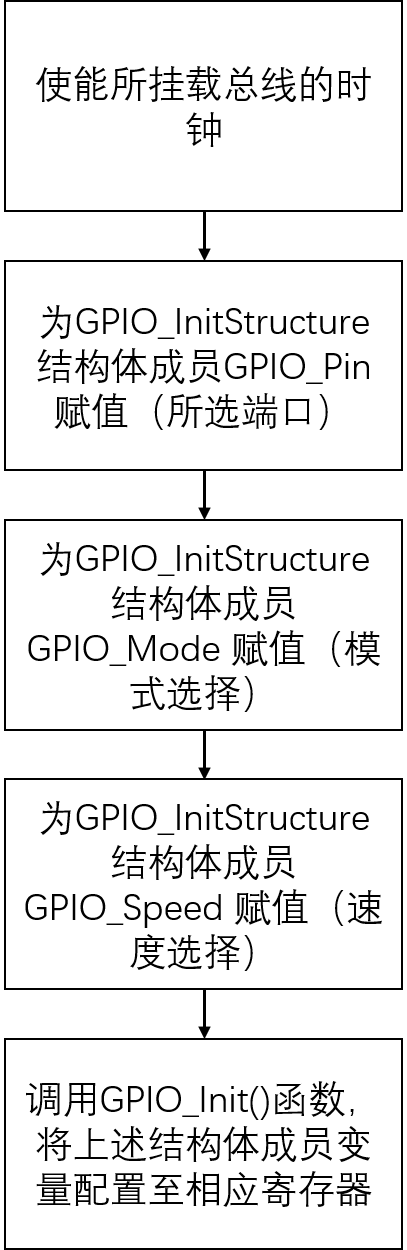 使能所挂载总线的时
钟
为GPIO_InitStructure
结构体成员GPIO_Pin
赋值（所选端口）
为GPIO_InitStructure
结构体成员
GPIO_Mode 赋值（模
式选择）
为GPIO_InitStructure
结构体成员
GPIO_Speed 赋值（速
度选择）
调用GPIO_Init()函数，
将上述结构体成员变
量配置至相应寄存器